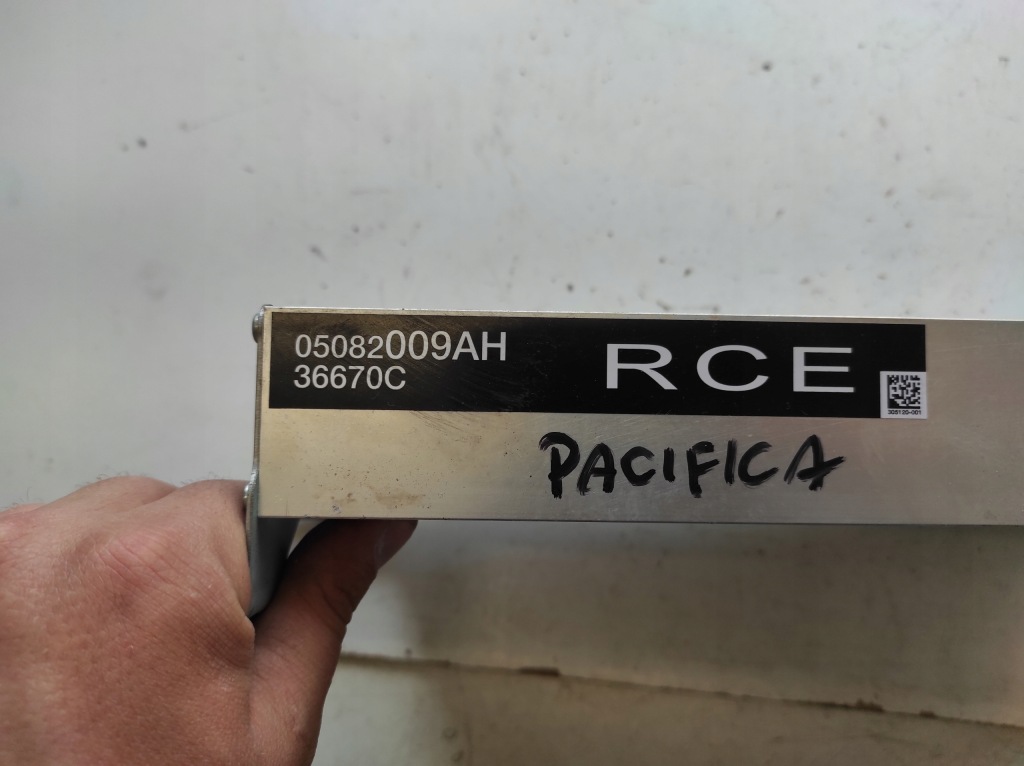 05082009AH
36670C
RCE
305120-001
PACIFICA